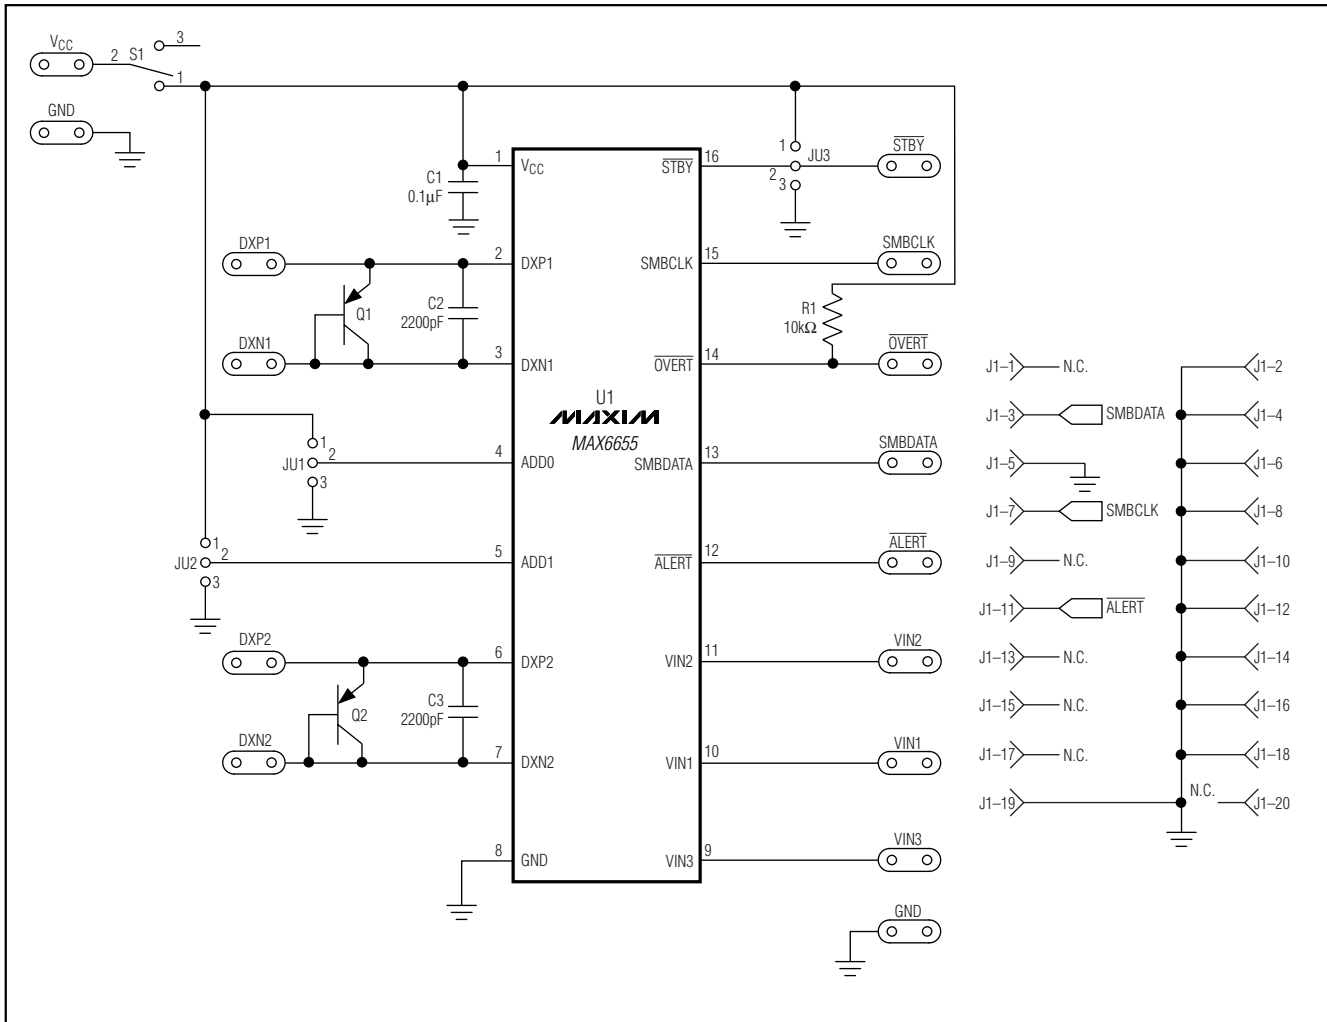 VCC
2
S1
3
1
GND
1
VCC
C1
0.1µF
16
STBY
1
2
3
JU3
STBY
DXP1
2
DXP1
SMBCLK
15
SMBCLK
Q1
C2
2200pF
R1
10kΩ
DXN1
3
DXN1
OVERT
14
OVERT
U1
MAXIM
MAX6655
JU1
1
2
3
4
ADD0
SMBDATA
13
SMBDATA
JU2
1
2
3
5
ADD1
ALERT
12
ALERT
DXP2
6
DXP2
VIN2
11
VIN2
Q2
C3
2200pF
DXN2
7
DXN2
VIN1
10
VIN1
8
GND
VIN3
9
VIN3
GND
J1–1
N.C.
J1–2
J1–3
SMBDATA
J1–4
J1–5
J1–6
J1–7
SMBCLK
J1–8
J1–9
N.C.
J1–10
J1–11
ALERT
J1–12
J1–13
N.C.
J1–14
J1–15
N.C.
J1–16
J1–17
N.C.
J1–18
J1–19
N.C.
J1–20